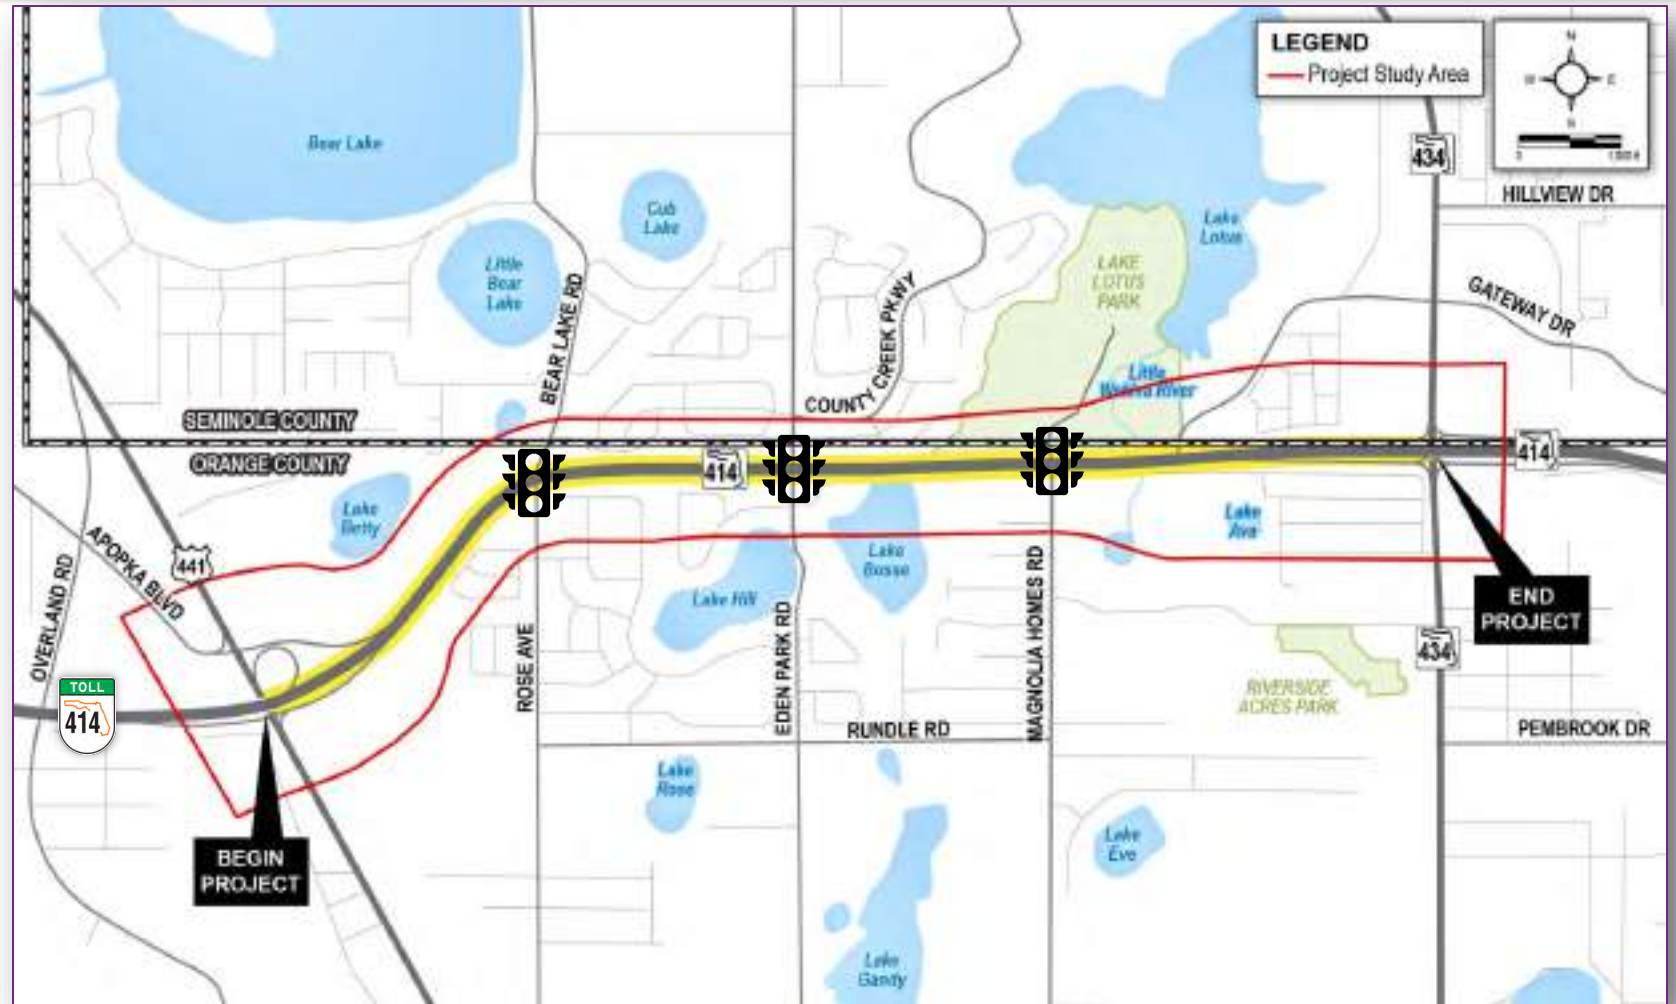 LEGEND
Project Study Area
N
W
E
S
0
Bear Lake
434
HILLVIEW DR
Cub
Lake
Lake
Lotus
Little
Bear
Lake
LAKE
LOTUS
PARK
BEAR LAKE RD
COUNTY CREEK PKWY
GATEWAY DR
Little
Wekiva River
SEMINOLE COUNTY
ORANGE COUNTY
414
414
Lake
Betty
Lake
Ava
APOPKA BLVD
441
Lake
Bosse
OVERLAND RD
Lake Hill
END
PROJECT
ROSE AVE
EDEN PARK RD
MAGNOLIA HOMES RD
434
TOLL
414
RIVERSIDE
ACRES PARK
RUNDLE RD
PEMBROOK DR
Lake
Rose
BEGIN
PROJECT
Lake
Eve
Lake
Gandy